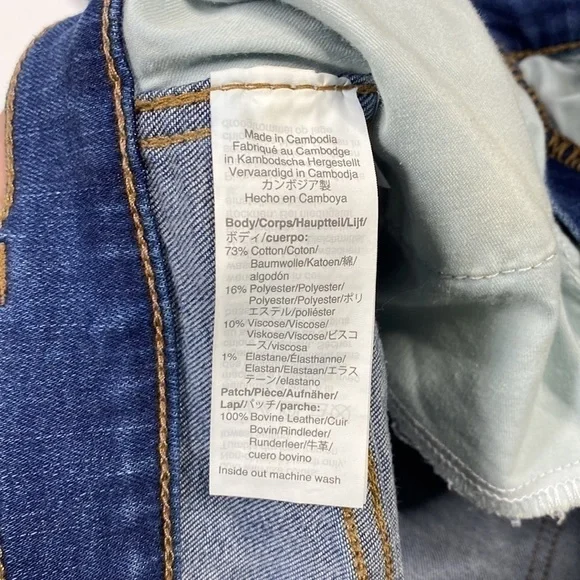 Made in Cambodia
Fabriqué au Cambodge
in Kambodscha Hergestellt
Vervaardigd in Cambodja
カンボジア製
Hecho en Camboya
Body/Corps/Hauptteil/Lijf/
ボディ/cuerpo:
73% Cotton/Coton/
Baumwolle/Katoen/綿/
algodón
16% Polyester/Polyester/
Polyester/Polyester/ポリ
エステル/poliéster
10% Viscose/Viscose/
Viskose/Viscose/ビスコ
ース/viscosa
1% Elastane/Élasthanne/
Elastan/Elastaan/エラス
テーン/elastano
Patch/Pièce/Aufnäher/
Lap/パッチ/parche:
100% Bovine Leather/Cuir
Bovin/Rindleder/
Runderleer/牛革/
cuero bovino
Inside out machine wash